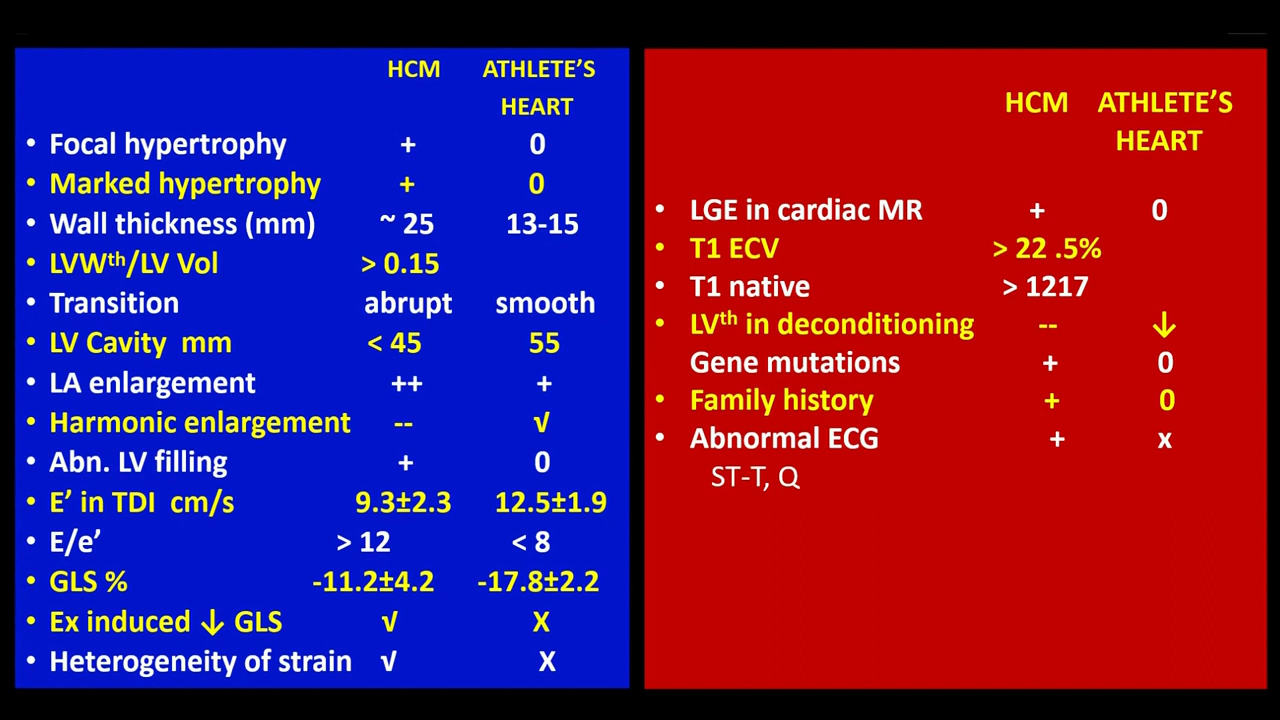 HCM ATHLETE'S
HEART
• Focal hypertrophy + 0
• Marked hypertrophy + 0
• Wall thickness (mm) ~ 25 13-15
• LVWᵗʰ/LV Vol > 0.15
• Transition abrupt smooth
• LV Cavity mm < 45 55
• LA enlargement ++ +
• Harmonic enlargement -- √
• Abn. LV filling + 0
• E’ in TDI cm/s 9.3±2.3 12.5±1.9
• E/e’ > 12 < 8
• GLS % -11.2±4.2 -17.8±2.2
• Ex induced ↓ GLS √ X
• Heterogeneity of strain √ X
HCM ATHLETE’S
HEART
• LGE in cardiac MR + 0
• T1 ECV > 22 .5%
• T1 native > 1217
• LVᵗʰ in deconditioning -- ↓
Gene mutations + 0
• Family history + 0
• Abnormal ECG + x
ST-T, Q